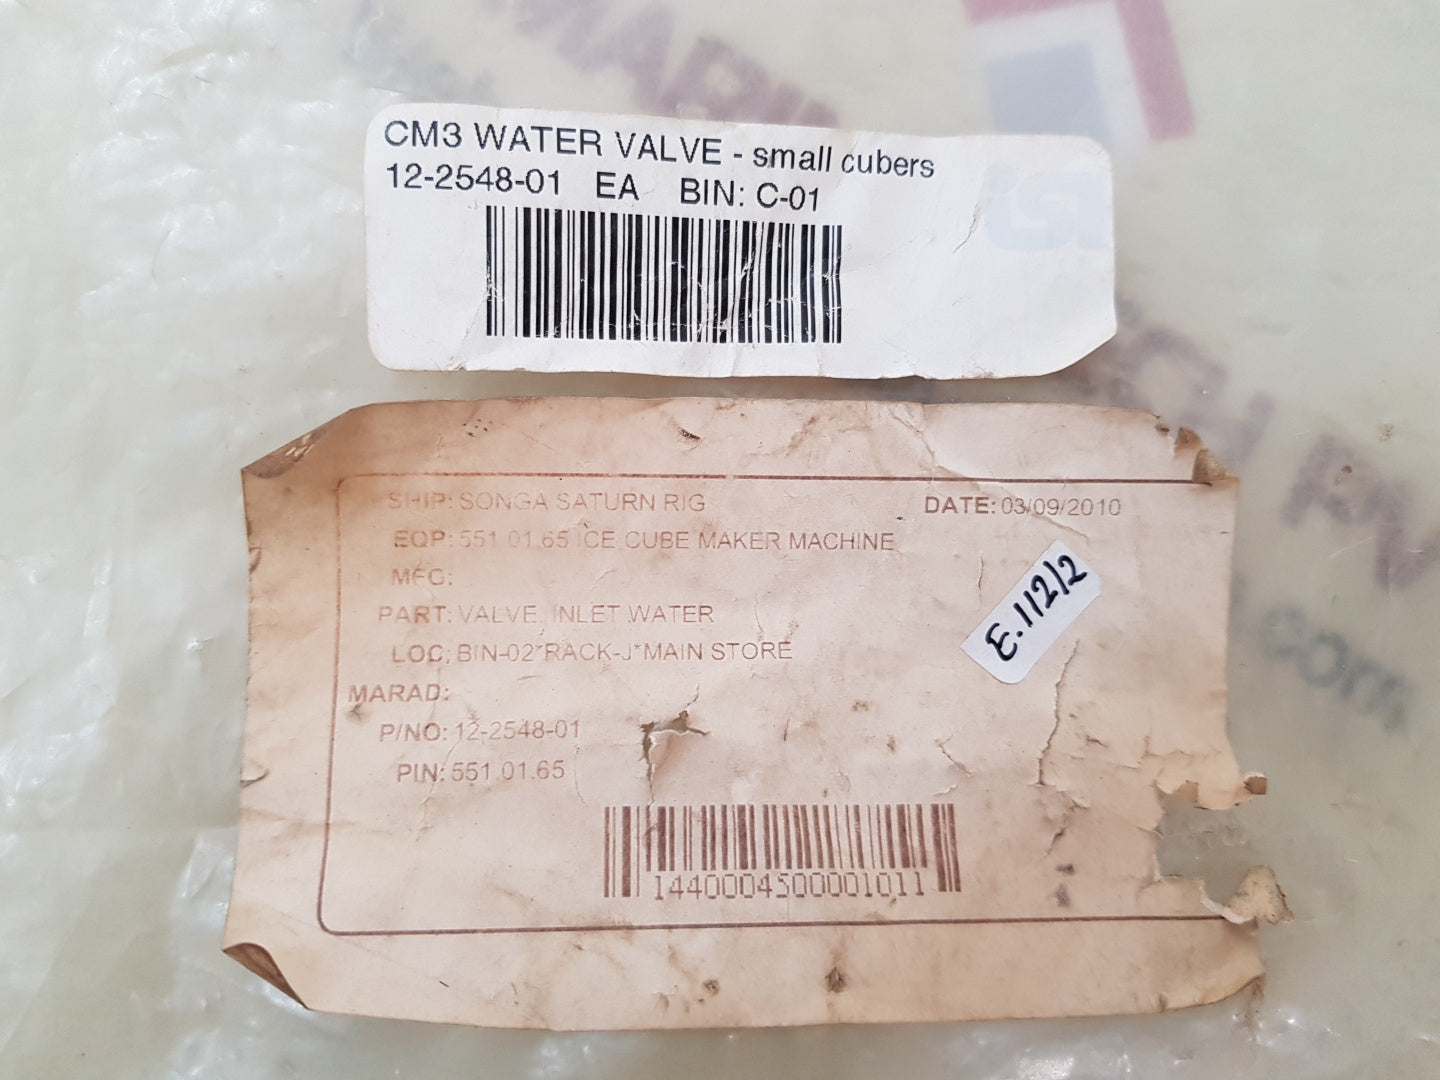 CM3 WATER VALVE - small cubers
12-2548-01 EA BIN: C-01
SHIP: SONGA SATURN RIG
DATE: 03/09/2010
EQP: 551.01.65 ICE CUBE MAKER MACHINE
MFG:
PART: VALVE, INLET WATER
LOC: BIN-02*RACK-J*MAIN STORE
E.112/2
MARAD:
P/NO: 12-2548-01
PIN: 551.01.65
1440004500001011
.com